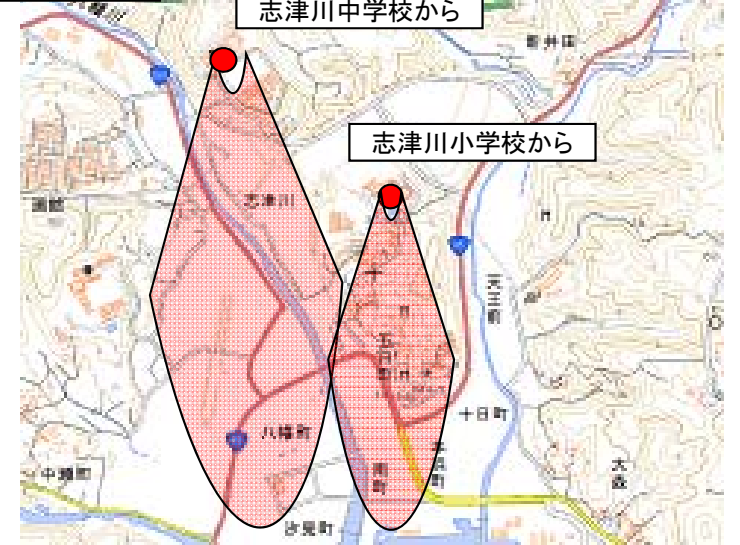 志津川中学校から
新井田
志津川小学校から
志津川
天王前
五日町
十日町
八幡町
本浜町
南町
中瀬町
大森
汐見町